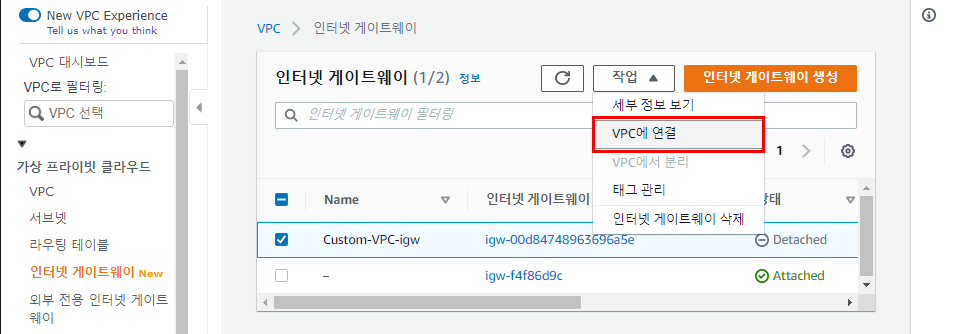 New VPC Experience
Tell us what you think
VPC 대시보드
VPC로 필터링:
VPC 선택
가상 프라이빗 클라우드
VPC
서브넷
라우팅 테이블
인터넷 게이트웨이 New
외부 전용 인터넷 게이트
웨이
VPC > 인터넷 게이트웨이
인터넷 게이트웨이 (1/2) 정보
작업
인터넷 게이트웨이 생성
인터넷 게이트웨이 필터링
세부 정보 보기
VPC에 연결
VPC에서 분리
태그 관리
인터넷 게이트웨이 삭제
1
Name
인터넷 게이트웨이
상태
Custom-VPC-igw
igw-00d84748963696a5e
Detached
–
igw-f4f86d9c
Attached